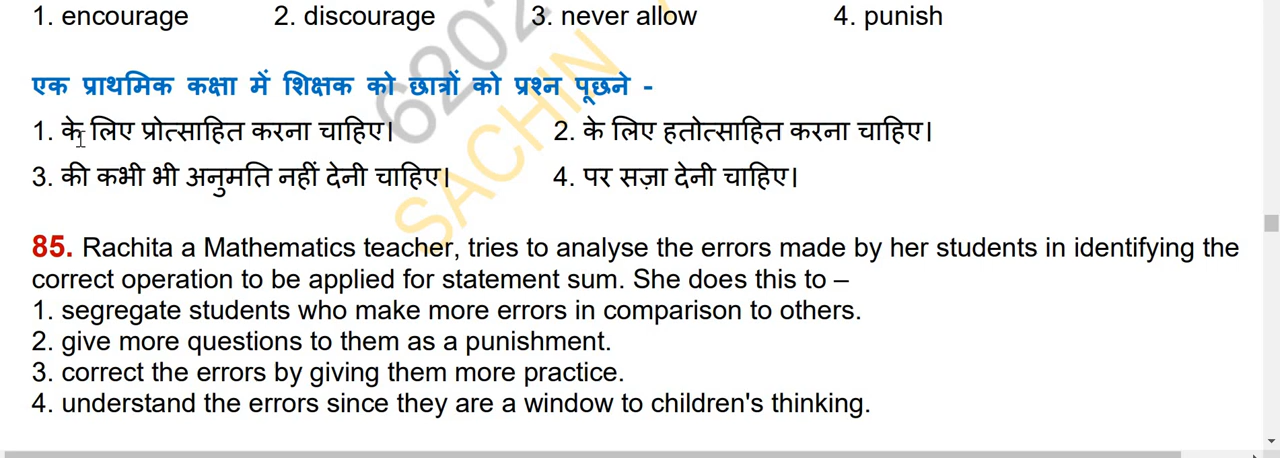 1. encourage 2. discourage 3. never allow 4. punish
एक प्राथमिक कक्षा में शिक्षक को छात्रों को प्रश्न पूछने -
1. के लिए प्रोत्साहित करना चाहिए। 2. के लिए हतोत्साहित करना चाहिए।
3. की कभी भी अनुमति नहीं देनी चाहिए। 4. पर सज़ा देनी चाहिए।
85. Rachita a Mathematics teacher, tries to analyse the errors made by her students in identifying the
correct operation to be applied for statement sum. She does this to –
1. segregate students who make more errors in comparison to others.
2. give more questions to them as a punishment.
3. correct the errors by giving them more practice.
4. understand the errors since they are a window to children's thinking.
SACHIN